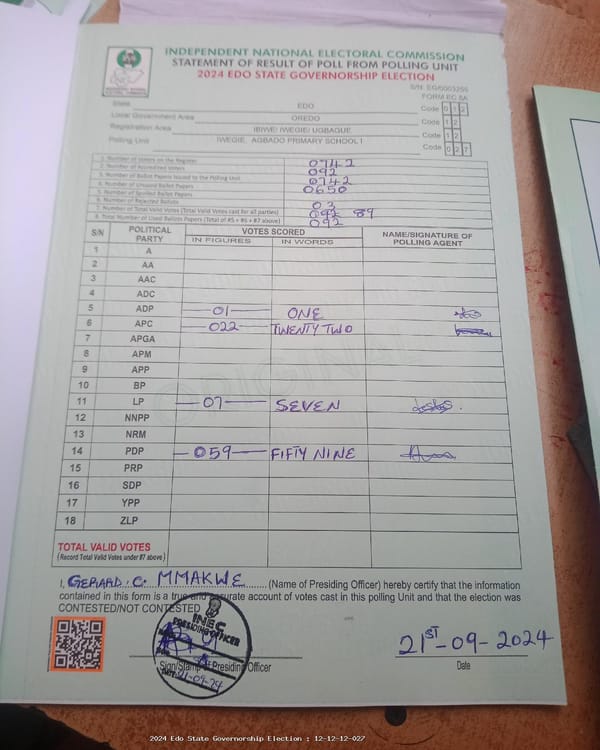 INDEPENDENT NATIONAL ELECTORAL COMMISSION
STATEMENT OF RESULT OF POLL FROM POLLING UNIT
2024 EDO STATE GOVERNORSHIP ELECTION
FORM EC 8A
State EDO Code 0 1 2
Local Government Area OREDO Code 1 2
Registration Area IBIWE/ IWEGIE/ UGBAGUE Code 1 2
Polling Unit IWEGIE, AGBADO PRIMARY SCHOOL I Code 0 2 7
1. Number of Voters on the Register 0742
2. Number of Accredited Voters 092
3. Number of Ballot Papers Issued to the Polling Unit 0742
4. Number of Unused Ballot Papers 0650
5. Number of Spoiled Ballot Papers
6. Number of Rejected Ballots 03
7. Number of Total Valid Votes (Total Valid Votes cast for all parties) 092 89
8. Total Number of Used Ballots Papers (Total of #5 + #6 + #7 above) 092
S/N POLITICAL PARTY VOTES SCORED NAME/SIGNATURE OF POLLING AGENT
IN FIGURES IN WORDS
1 A
2 AA
3 AAC
4 ADC
5 ADP 01 ONE
6 APC 022 TWENTY TWO
7 APGA
8 APM
9 APP
10 BP
11 LP 07 SEVEN
12 NNPP
13 NRM
14 PDP 059 FIFTY NINE
15 PRP
16 SDP
17 YPP
18 ZLP
ORIGINAL
TOTAL VALID VOTES
(Record Total Valid Votes under #7 above)
I, GERARD C. MMAKWE (Name of Presiding Officer) hereby certify that the information
contained in this form is a true and accurate account of votes cast in this polling Unit and that the election was
CONTESTED/NOT CONTESTED
INEC
PRESIDING OFFICER
21-09-24
Sign/Stamp of Presiding Officer
21ST-09-2024
Date
2024 Edo State Governorship Election : 12-12-12-027